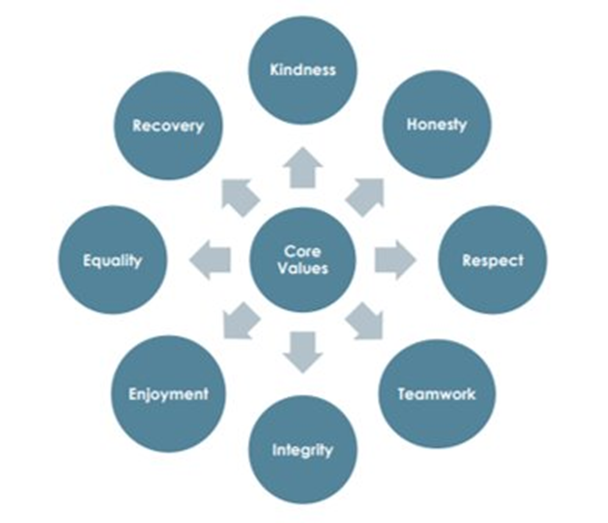 Kindness
Honesty
Respect
Teamwork
Integrity
Enjoyment
Equality
Recovery
Core
Values